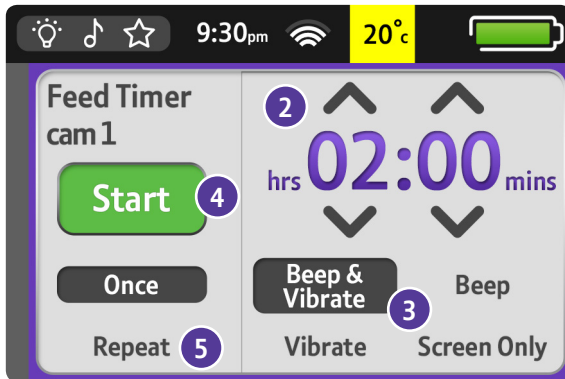 9:30pm
20°c
Feed Timer
cam 1
2
hrs 02:00 mins
Start
4
Once
Beep &
Vibrate
3
Beep
Repeat
5
Vibrate
Screen Only